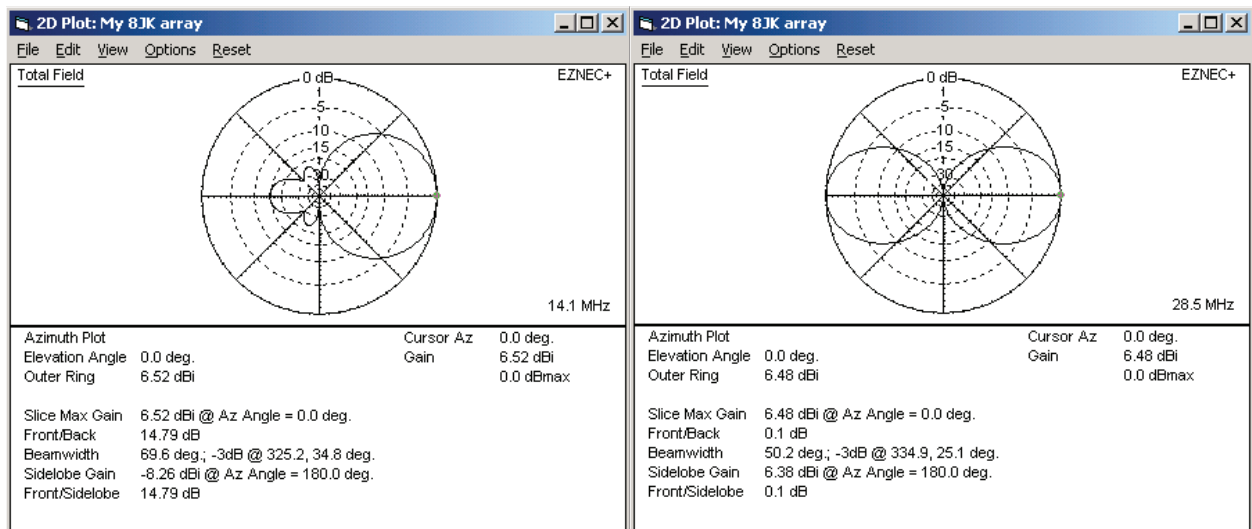 2D Plot: My 8JK array
File Edit View Options Reset
Total Field
EZNEC+
0 dB
-5
-10
-15
-30
14.1 MHz
Azimuth Plot
Cursor Az 0.0 deg.
Elevation Angle 0.0 deg.
Gain 6.52 dBi
Outer Ring 6.52 dBi
0.0 dBmax
Slice Max Gain 6.52 dBi @ Az Angle = 0.0 deg.
Front/Back 14.79 dB
Beamwidth 69.6 deg.; -3dB @ 325.2, 34.8 deg.
Sidelobe Gain -8.26 dBi @ Az Angle = 180.0 deg.
Front/Sidelobe 14.79 dB
2D Plot: My 8JK array
File Edit View Options Reset
Total Field
EZNEC+
0 dB
-5
-10
-15
-30
28.5 MHz
Azimuth Plot
Cursor Az 0.0 deg.
Elevation Angle 0.0 deg.
Gain 6.48 dBi
Outer Ring 6.48 dBi
0.0 dBmax
Slice Max Gain 6.48 dBi @ Az Angle = 0.0 deg.
Front/Back 0.1 dB
Beamwidth 50.2 deg.; -3dB @ 334.9, 25.1 deg.
Sidelobe Gain 6.38 dBi @ Az Angle = 180.0 deg.
Front/Sidelobe 0.1 dB